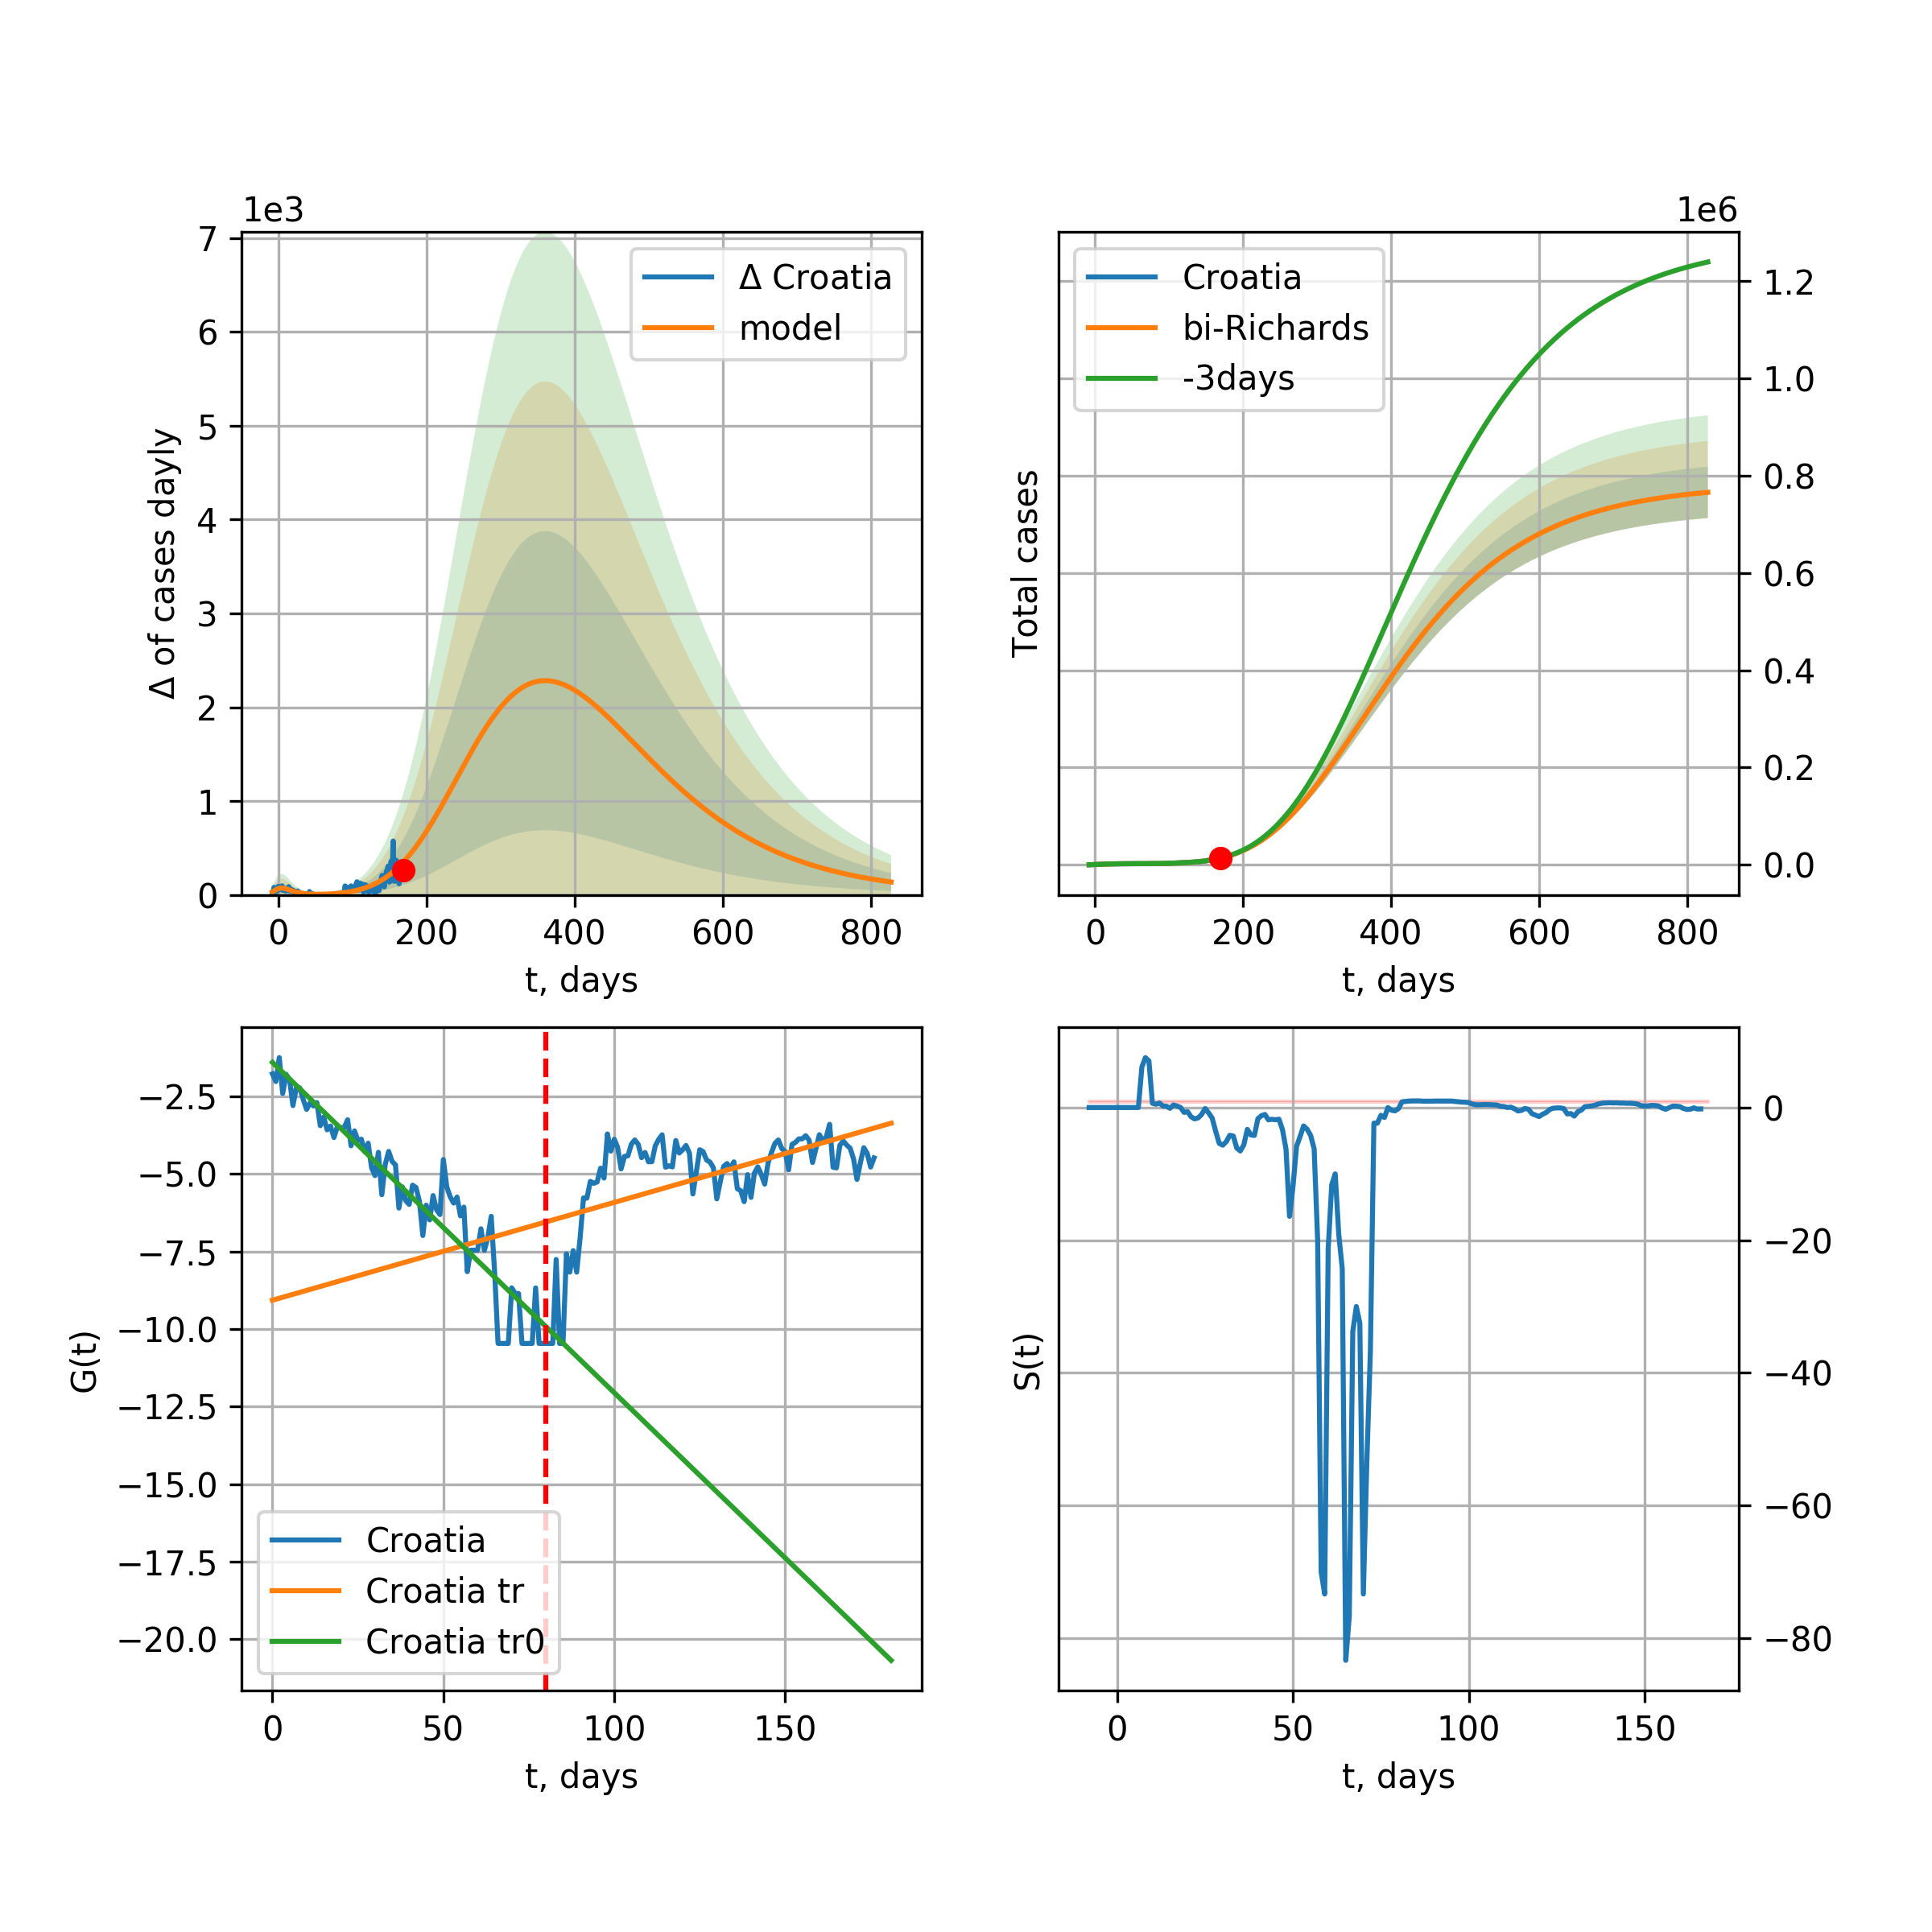 1e3
7
6
5
4
3
2
1
0
Δ of cases dayly
Δ Croatia
model
0 200 400 600 800
t, days
1e6
Croatia
bi-Richards
-3days
Total cases
1.2
1.0
0.8
0.6
0.4
0.2
0.0
0 200 400 600 800
t, days
−2.5
−5.0
−7.5
−10.0
−12.5
−15.0
−17.5
−20.0
G(t)
Croatia
Croatia tr
Croatia tr0
0 50 100 150
t, days
S(t)
0
−20
−40
−60
−80
0 50 100 150
t, days